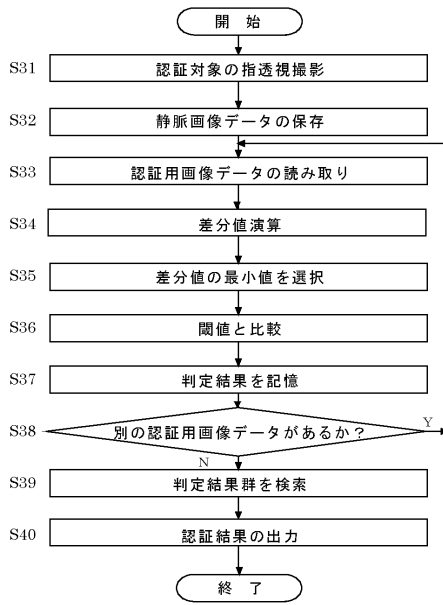 開 始
S31 認証対象の指透視撮影
S32 静脈画像データの保存
S33 認証用画像データの読み取り
S34 差分値演算
S35 差分値の最小値を選択
S36 閾値と比較
S37 判定結果を記憶
S38 別の認証用画像データがあるか？ Y
N
S39 判定結果群を検索
S40 認証結果の出力
終 了